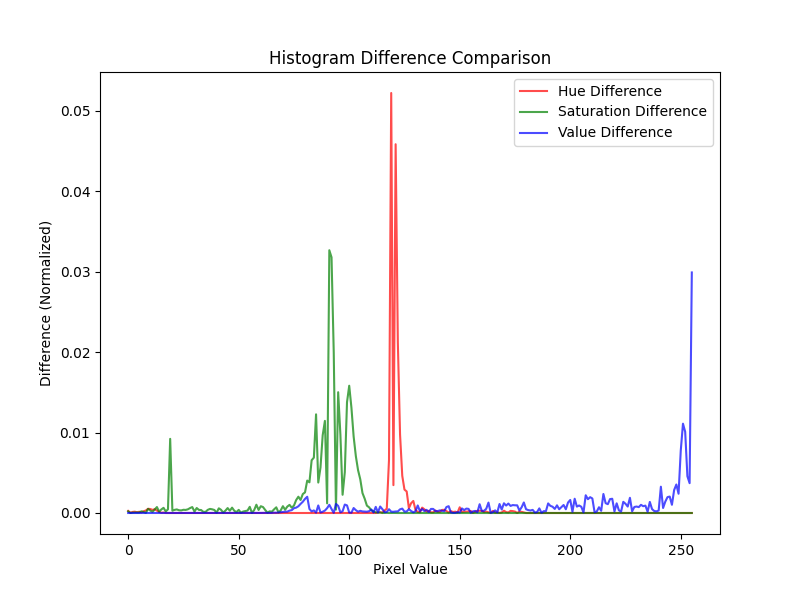 Histogram Difference Comparison
Hue Difference
Saturation Difference
Value Difference
Difference (Normalized)
0.05
0.04
0.03
0.02
0.01
0.00
0 50 100 150 200 250
Pixel Value